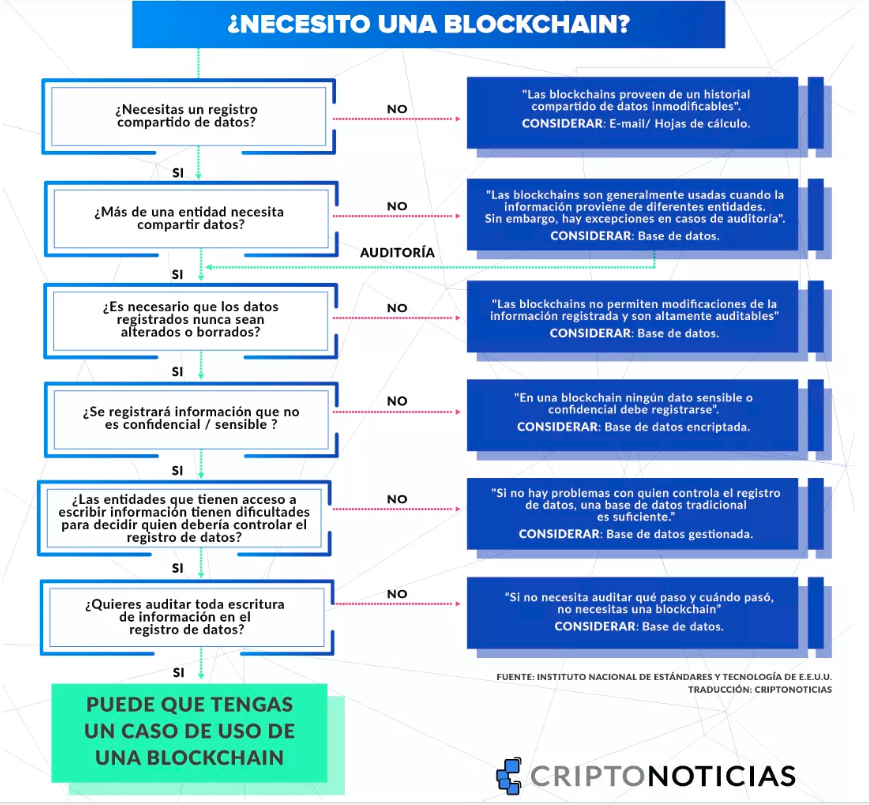 ¿NECESITO UNA BLOCKCHAIN?
¿Necesitas un registro
compartido de datos?
NO
"Las blockchains proveen de un historial
compartido de datos inmodificables".
CONSIDERAR: E-mail/ Hojas de cálculo.
SI
¿Más de una entidad necesita
compartir datos?
NO
"Las blockchains son generalmente usadas cuando la
información proviene de diferentes entidades.
Sin embargo, hay excepciones en casos de auditoría".
CONSIDERAR: Base de datos.
AUDITORÍA
SI
¿Es necesario que los datos
registrados nunca sean
alterados o borrados?
NO
"Las blockchains no permiten modificaciones de la
información registrada y son altamente auditables"
CONSIDERAR: Base de datos.
SI
¿Se registrará información que no
es confidencial / sensible ?
NO
"En una blockchain ningún dato sensible o
confidencial debe registrarse”.
CONSIDERAR: Base de datos encriptada.
SI
¿Las entidades que tienen acceso a
escribir información tienen dificultades
para decidir quien debería controlar el
registro de datos?
NO
"Si no hay problemas con quien controla el registro
de datos, una base de datos tradicional
es suficiente.”
CONSIDERAR: Base de datos gestionada.
SI
¿Quieres auditar toda escritura
de información en el
registro de datos?
NO
“Si no necesita auditar qué paso y cuándo pasó,
no necesitas una blockchain”
CONSIDERAR: Base de datos.
SI
PUEDE QUE TENGAS
UN CASO DE USO DE
UNA BLOCKCHAIN
FUENTE: INSTITUTO NACIONAL DE ESTÁNDARES Y TECNOLOGÍA DE E.E.U.U.
TRADUCCIÓN: CRIPTONOTICIAS
CRIPTONOTICIAS